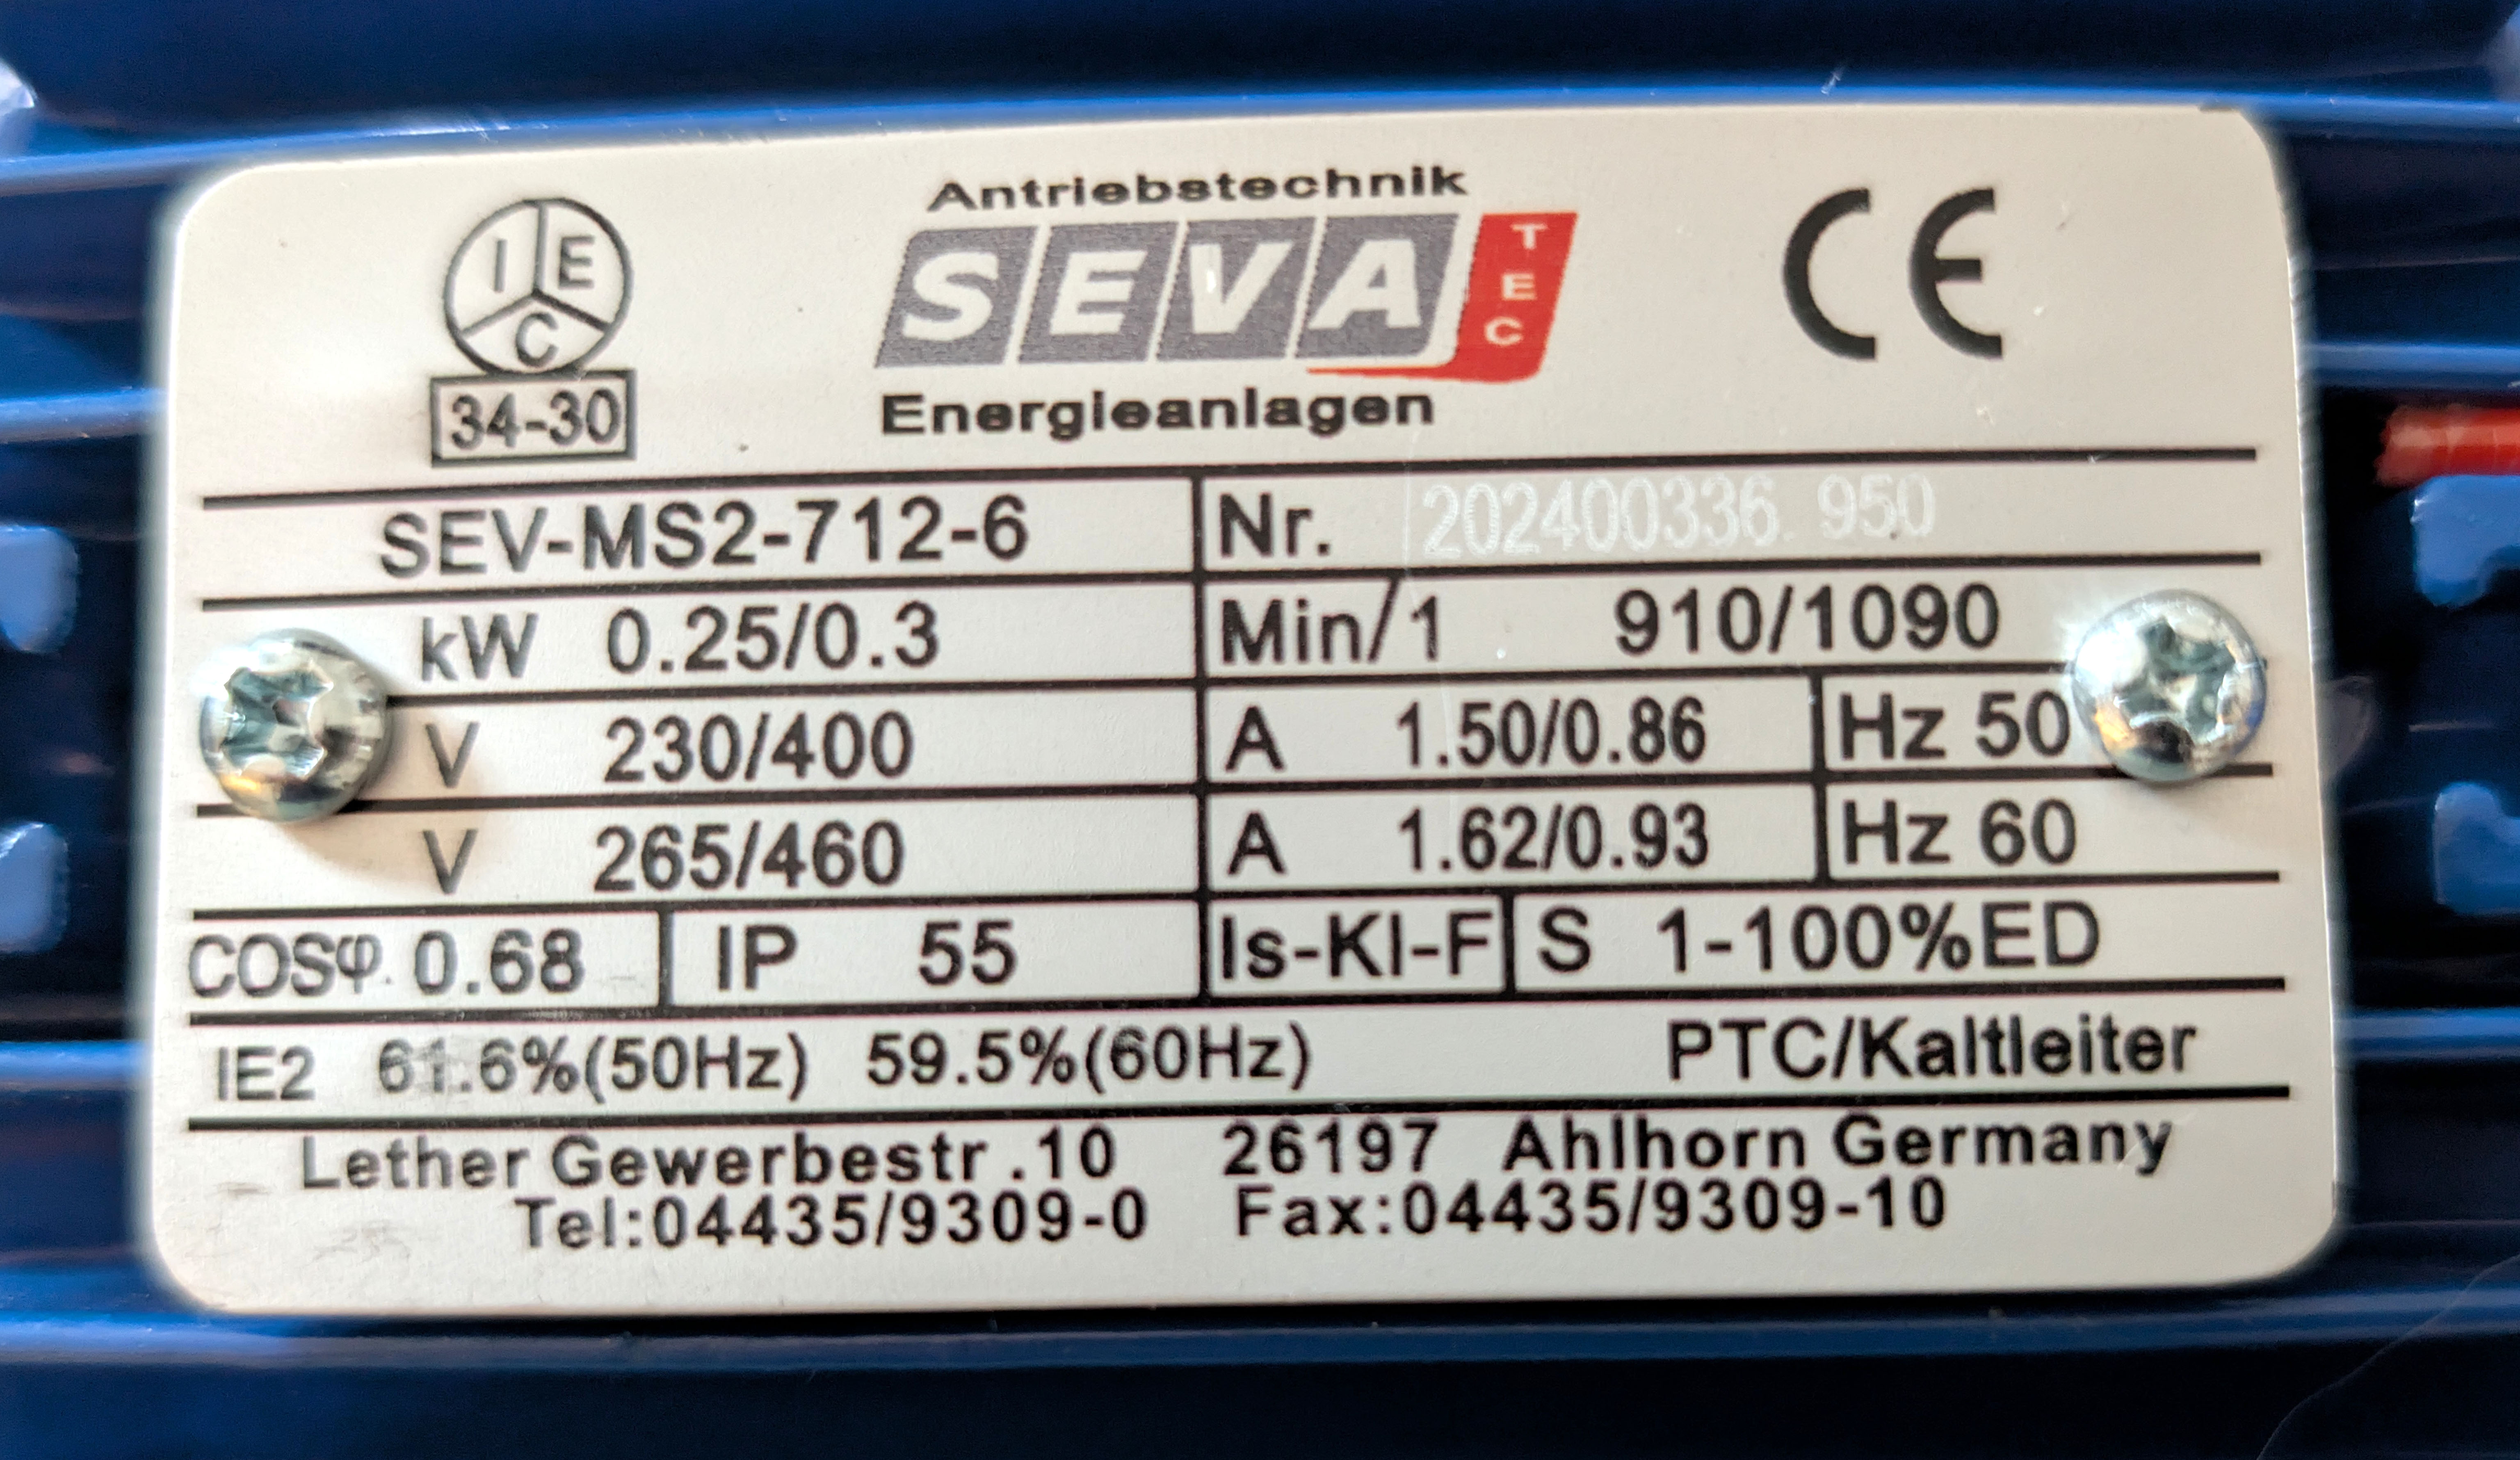 I E C
34-30
Antriebstechnik
SEVA TEC
Energieanlagen
CE
SEV-MS2-712-6 Nr. 202400336. 950
kW 0.25/0.3 Min/1 910/1090
V 230/400 A 1.50/0.86 Hz 50
V 265/460 A 1.62/0.93 Hz 60
COSφ. 0.68 IP 55 Is-KI-F S 1-100%ED
IE2 61.6%(50Hz) 59.5%(60Hz) PTC/Kaltleiter
Lether Gewerbestr .10 26197 Ahlhorn Germany
Tel:04435/9309-0 Fax:04435/9309-10